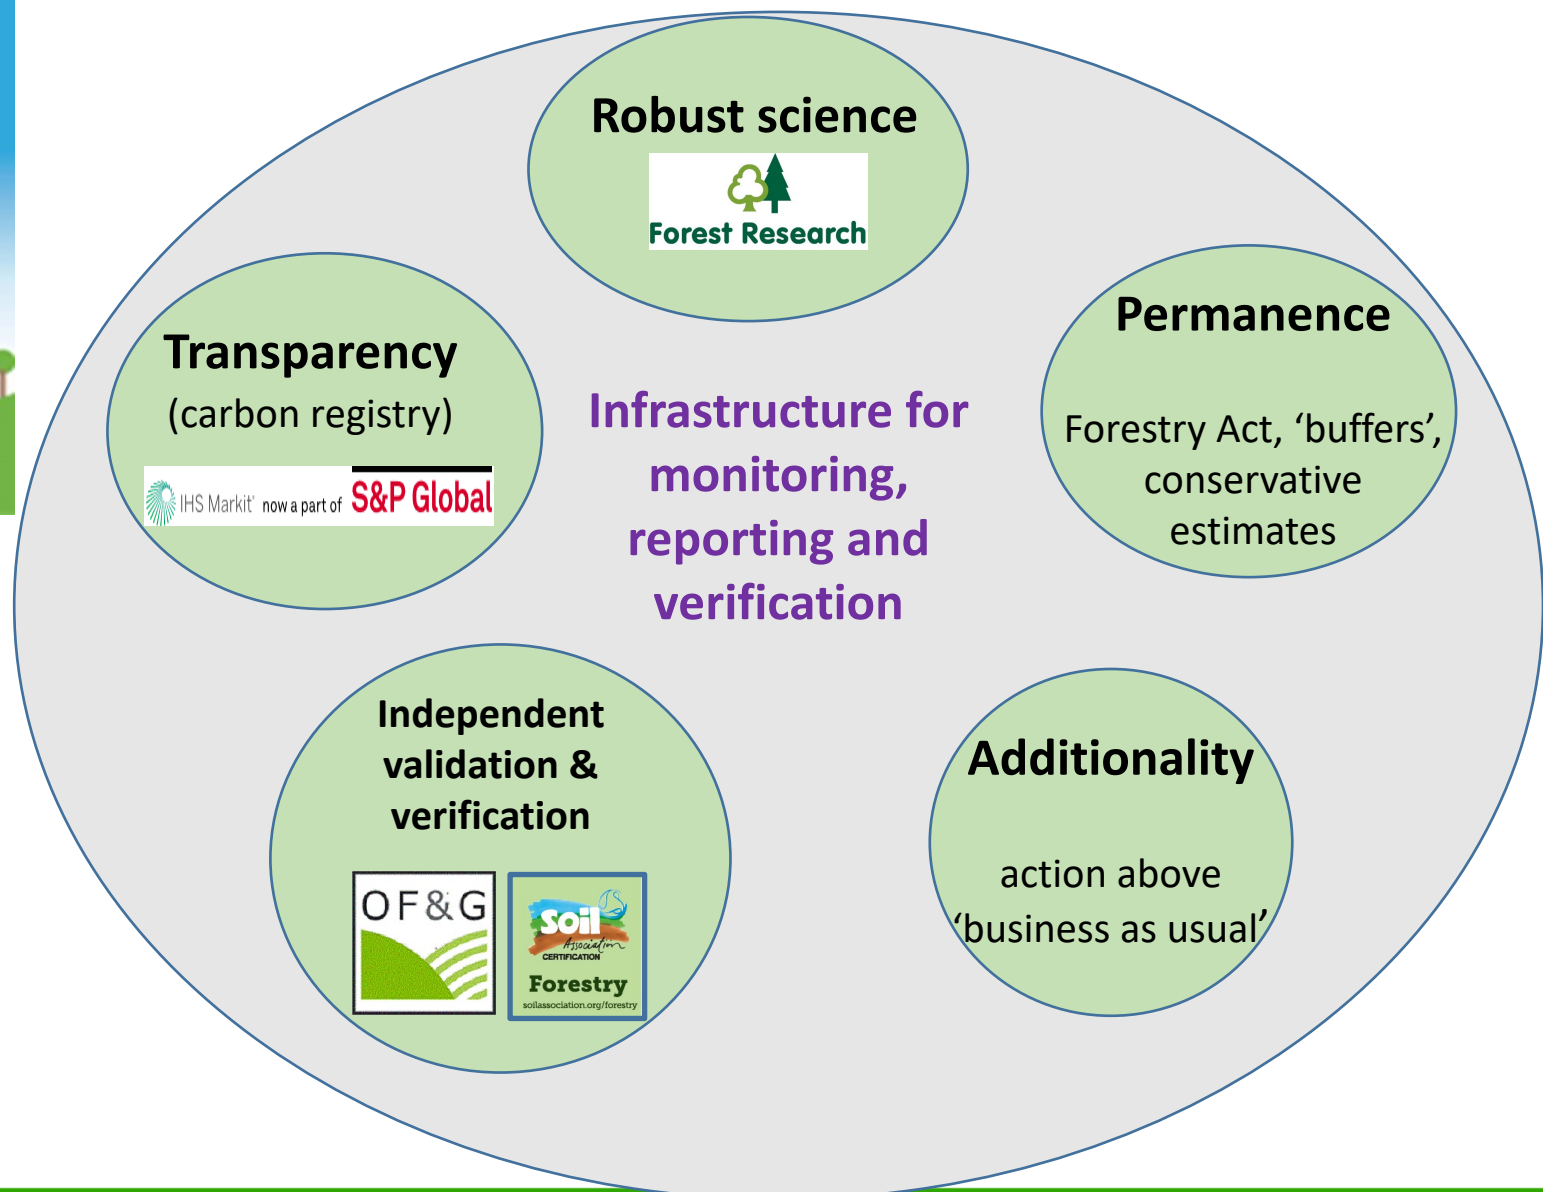 Robust science
Forest Research
Transparency
(carbon registry)
IHS Markit® now a part of S&P Global
Infrastructure for
monitoring,
reporting and
verification
Permanence
Forestry Act, ‘buffers’,
conservative
estimates
Independent
validation &
verification
OF&G
Soil
Association
CERTIFICATION
Forestry
soilassociation.org/forestry
Additionality
action above
‘business as usual’